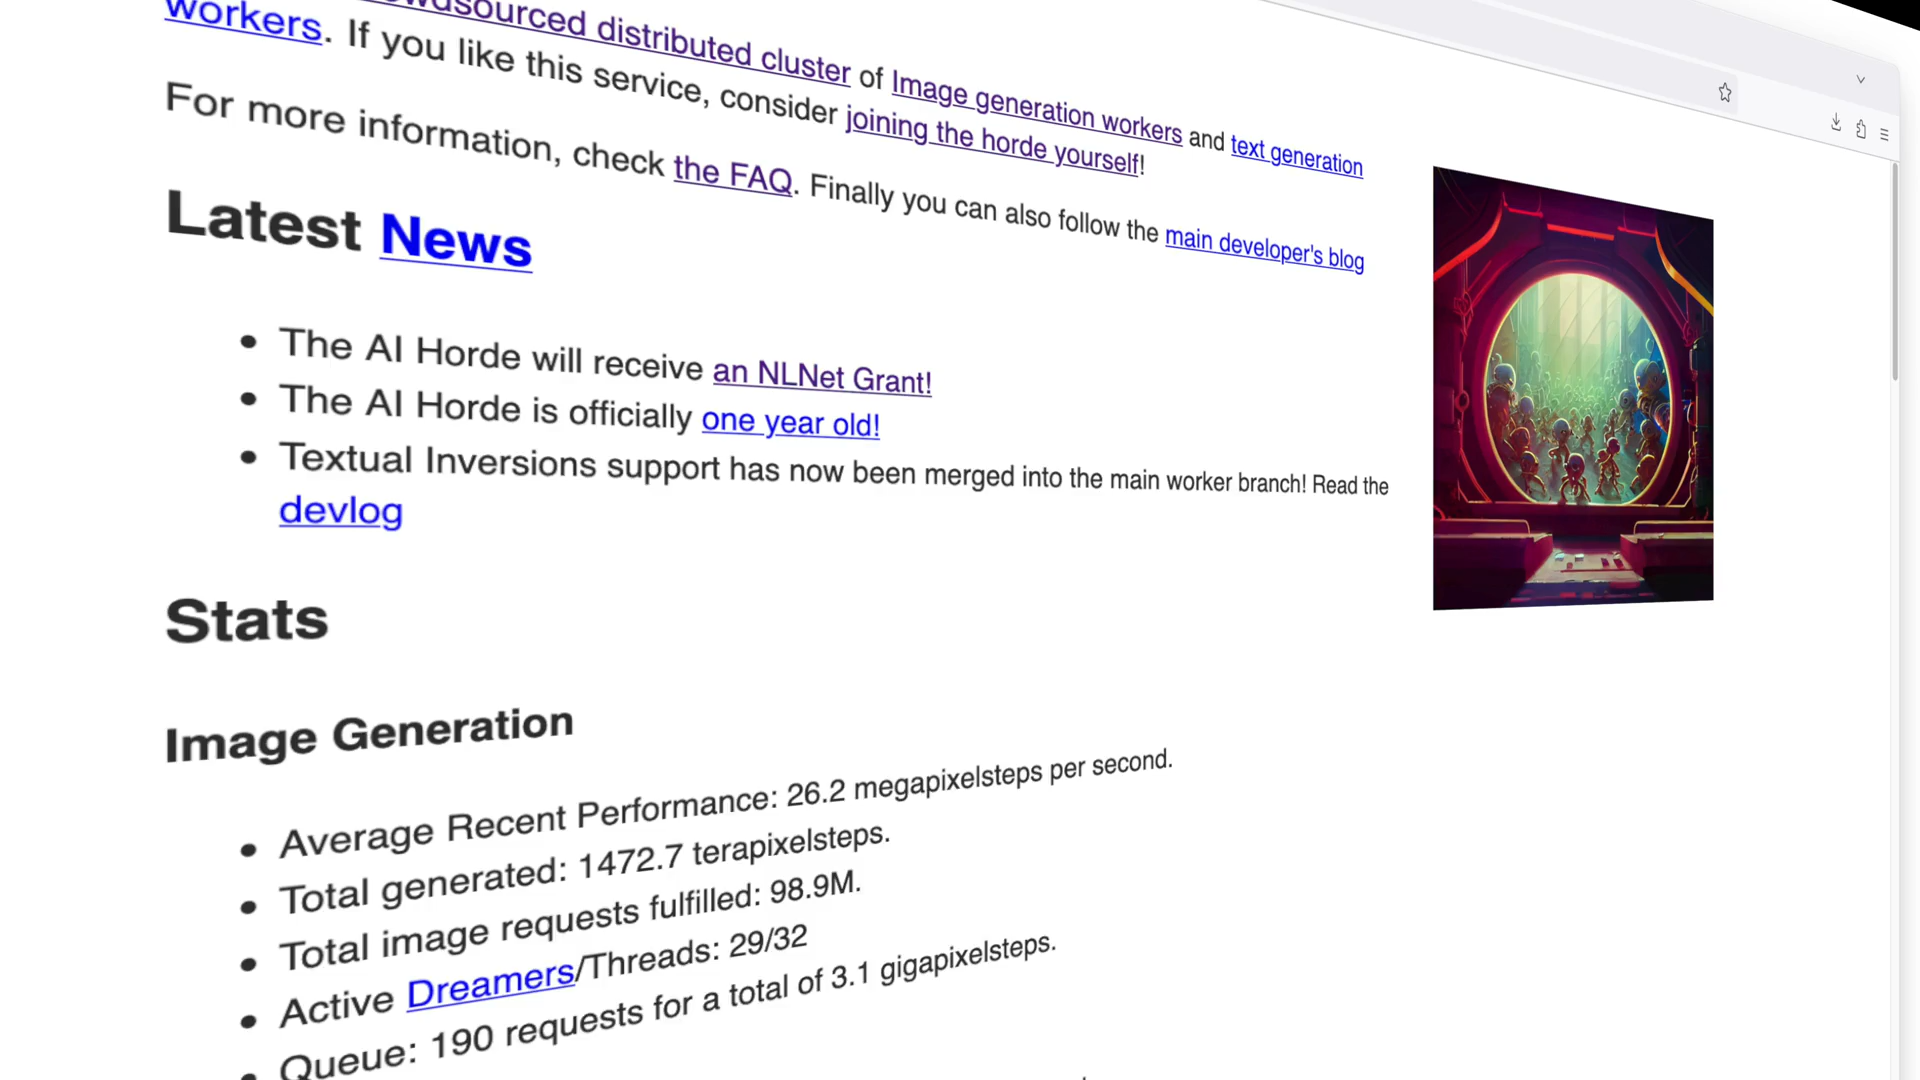 distributed cluster of Image generation workers and text generation
workers. If you like this service, consider joining the horde yourself!
For more information, check the FAQ. Finally you can also follow the main developer's blog
Latest News
• The AI Horde will receive an NLNet Grant!
• The AI Horde is officially one year old!
• Textual Inversions support has now been merged into the main worker branch! Read the
devlog
Stats
Image Generation
• Average Recent Performance: 26.2 megapixelsteps per second.
• Total generated: 1472.7 terapixelsteps.
• Total image requests fulfilled: 98.9M.
• Active Dreamers/Threads: 29/32
• Queue: 190 requests for a total of 3.1 gigapixelsteps.